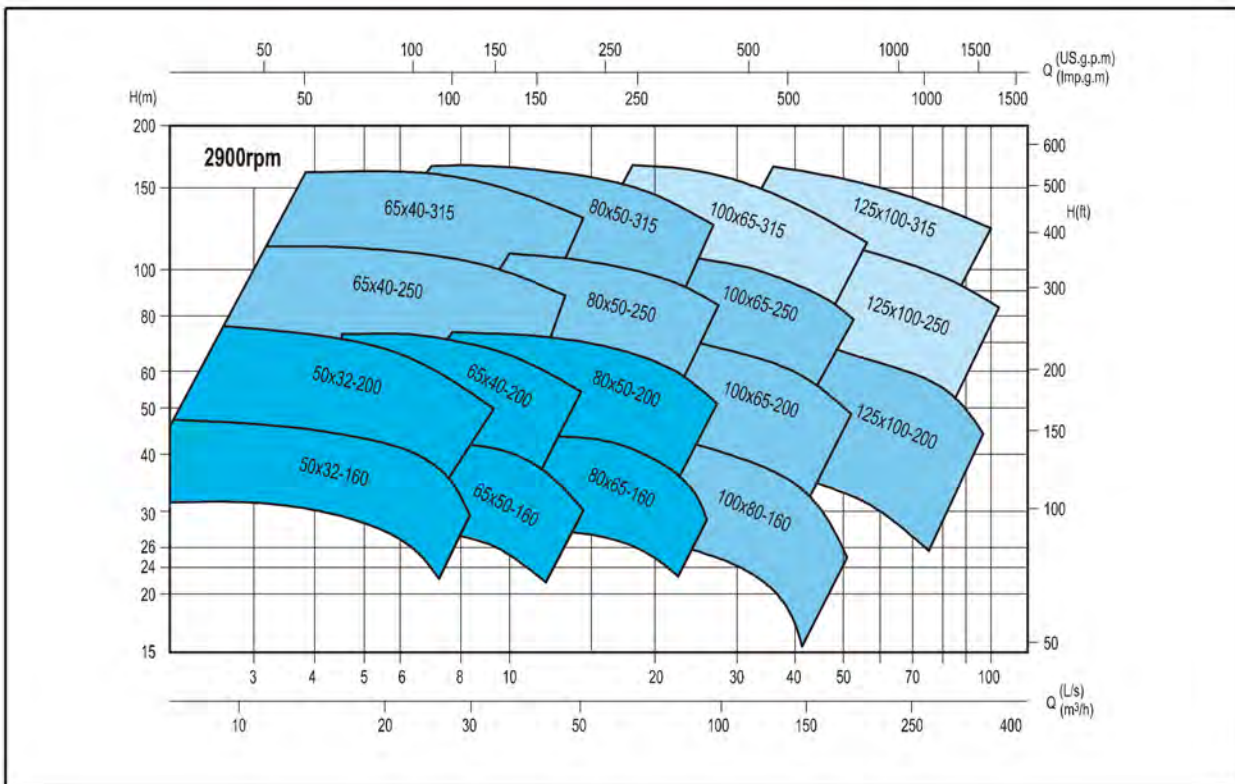 50 100 150 250 500 1000 1500
Q (US.g.p.m)
(Imp.g.m)
50 100 150 250 500 1000 1500
H(m)
200
150
100
80
60
50
40
30
26
24
20
15
2900rpm
65x40-315
80x50-315
100x65-315
125x100-315
65x40-250
80x50-250
100x65-250
125x100-250
50x32-200
65x40-200
80x50-200
100x65-200
125x100-200
50x32-160
65x50-160
80x65-160
100x80-160
600
500
H(ft)
400
300
200
150
100
50
3 4 5 6 8 10 20 30 40 50 70 100
Q (L/s)
(m³/h)
10 20 30 50 100 150 250 400